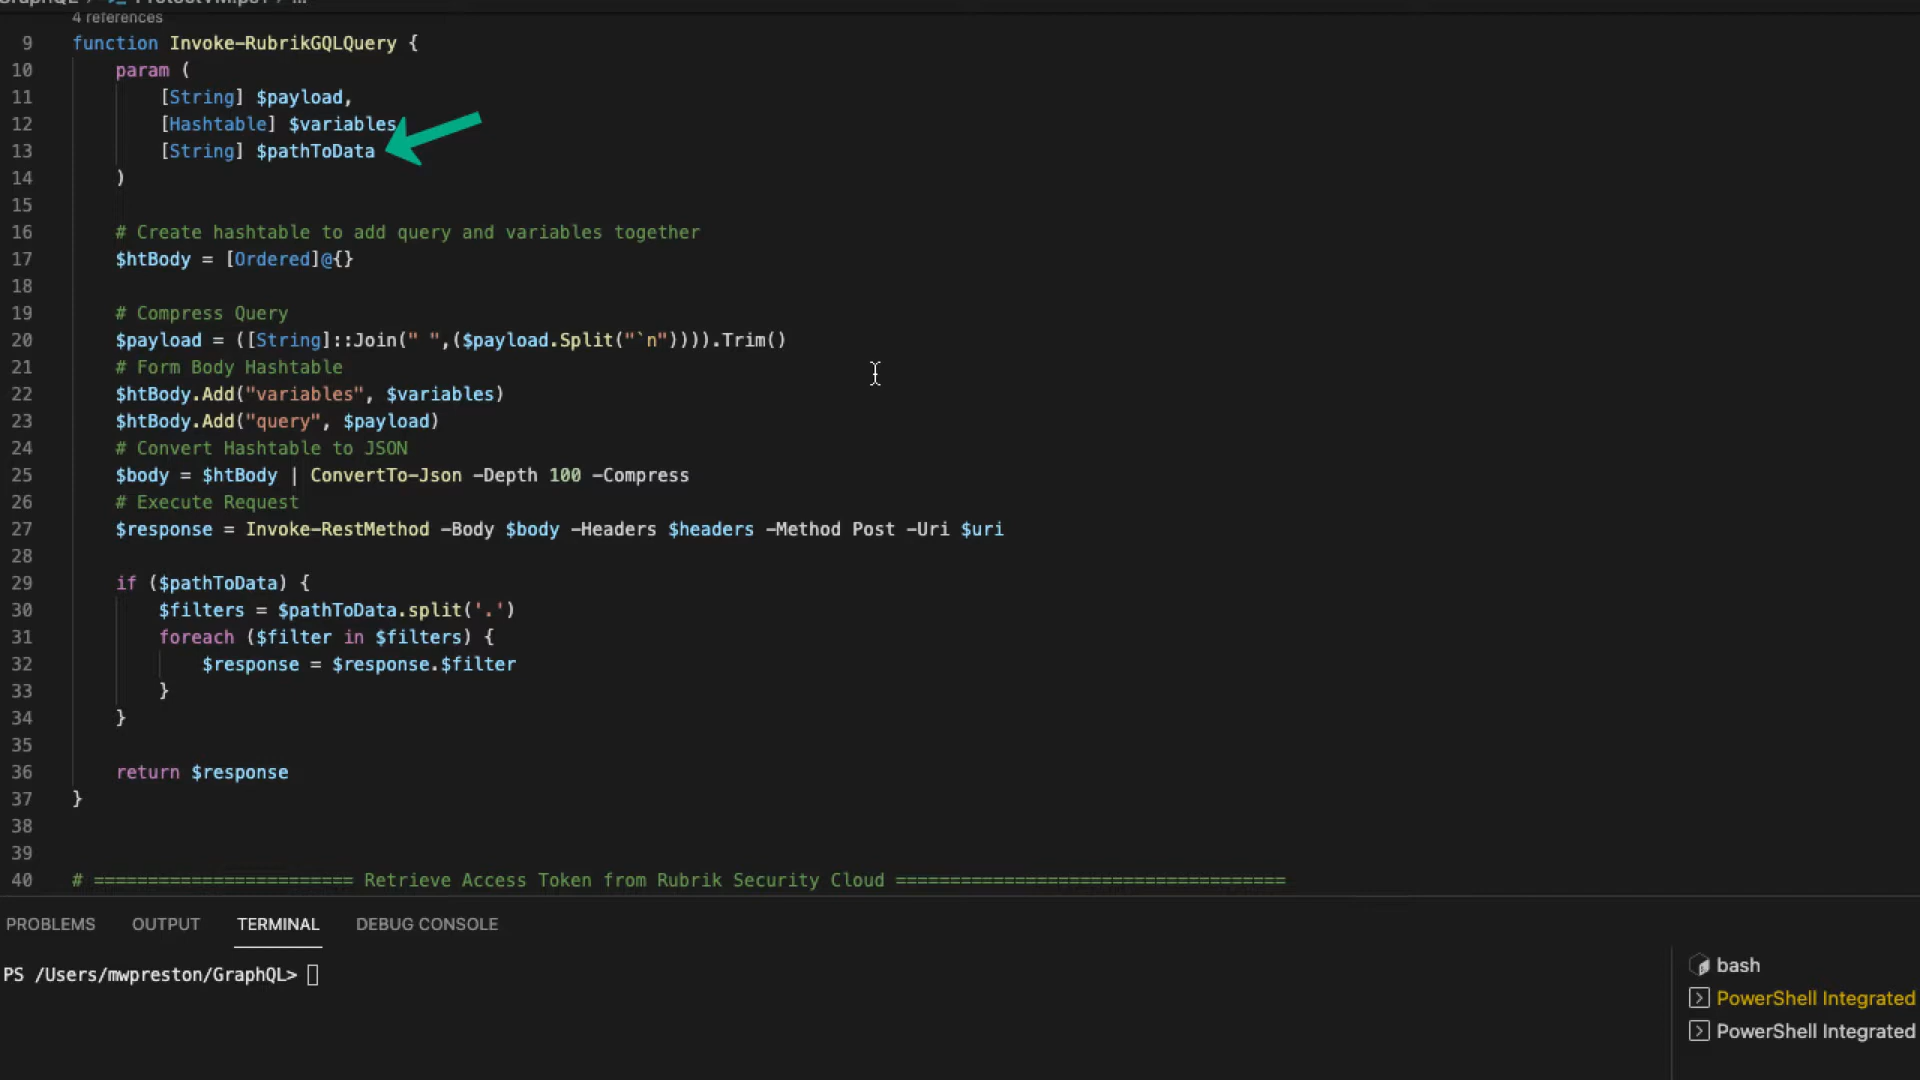 4 references
9 function Invoke-RubrikGQLQuery {
10 param (
11 [String] $payload,
12 [Hashtable] $variables
13 [String] $pathToData
14 )
15
16 # Create hashtable to add query and variables together
17 $htBody = [Ordered]@{}
18
19 # Compress Query
20 $payload = ([String]::Join(" ",($payload.Split("`n")))).Trim()
21 # Form Body Hashtable
22 $htBody.Add("variables", $variables)
23 $htBody.Add("query", $payload)
24 # Convert Hashtable to JSON
25 $body = $htBody | ConvertTo-Json -Depth 100 -Compress
26 # Execute Request
27 $response = Invoke-RestMethod -Body $body -Headers $headers -Method Post -Uri $uri
28
29 if ($pathToData) {
30 $filters = $pathToData.split('.')
31 foreach ($filter in $filters) {
32 $response = $response.$filter
33 }
34 }
35
36 return $response
37 }
38
39
40 # ======================== Retrieve Access Token from Rubrik Security Cloud ====================================
PROBLEMS OUTPUT TERMINAL DEBUG CONSOLE
PS /Users/mwpreston/GraphQL>
bash
PowerShell Integrated
PowerShell Integrated